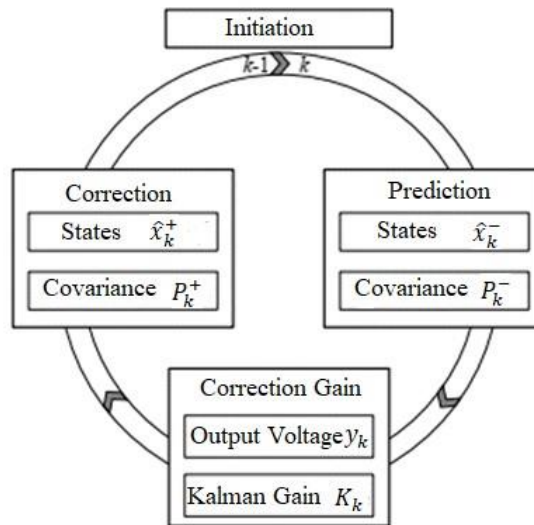 Initiation
k-1 k
Correction
States x̂ₖ⁺
Covariance Pₖ⁺
Prediction
States x̂ₖ⁻
Covariance Pₖ⁻
Correction Gain
Output Voltage yₖ
Kalman Gain Kₖ